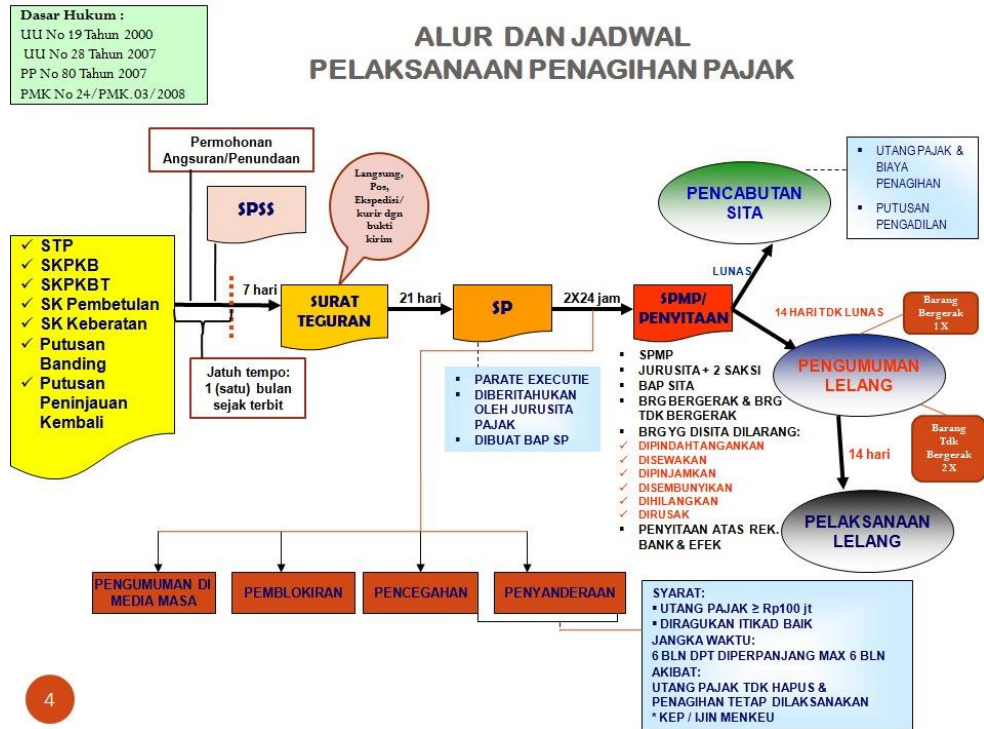 Dasar Hukum :
UU No 19 Tahun 2000
UU No 28 Tahun 2007
PP No 80 Tahun 2007
PMK No 24/PMK. 03/2008
ALUR DAN JADWAL
PELAKSANAAN PENAGIHAN PAJAK
Permohonan
Angsuran/Penundaan
SPSS
Langsung,
Pos,
Ekspedisi/
kurir dgn
bukti
kirim
PENCABUTAN
SITA
▪ UTANG PAJAK &
BIAYA
PENAGIHAN
▪ PUTUSAN
PENGADILAN
✓ STP
✓ SKPKB
✓ SKPKBT
✓ SK Pembetulan
✓ SK Keberatan
✓ Putusan
Banding
✓ Putusan
Peninjauan
Kembali
7 hari
SURAT
TEGURAN
21 hari
SP
2X24 jam
SPMP/
PENYITAAN
LUNAS
14 HARI TDK LUNAS
Barang
Bergerak
1 X
PENGUMUMAN
LELANG
Barang
Tdk
Bergerak
2 X
14 hari
PELAKSANAAN
LELANG
Jatuh tempo:
1 (satu) bulan
sejak terbit
▪ PARATE EXECUTIE
▪ DIBERITAHUKAN
OLEH JURUSITA
PAJAK
▪ DIBUAT BAP SP
▪ SPMP
▪ JURUSITA + 2 SAKSI
▪ BAP SITA
▪ BRG BERGERAK & BRG
TDK BERGERAK
▪ BRG YG DISITA DILARANG:
✓ DIPINDAHTANGANKAN
✓ DISEWAKAN
✓ DIPINJAMKAN
✓ DISEMBUNYIKAN
✓ DIHILANGKAN
✓ DIRUSAK
▪ PENYITAAN ATAS REK.
BANK & EFEK
PENGUMUMAN DI
MEDIA MASA
PEMBLOKIRAN
PENCEGAHAN
PENYANDERAAN
SYARAT:
▪ UTANG PAJAK ≥ Rp100 jt
▪ DIRAGUKAN ITIKAD BAIK
JANGKA WAKTU:
6 BLN DPT DIPERPANJANG MAX 6 BLN
AKIBAT:
UTANG PAJAK TDK HAPUS &
PENAGIHAN TETAP DILAKSANAKAN
* KEP / IJIN MENKEU
4